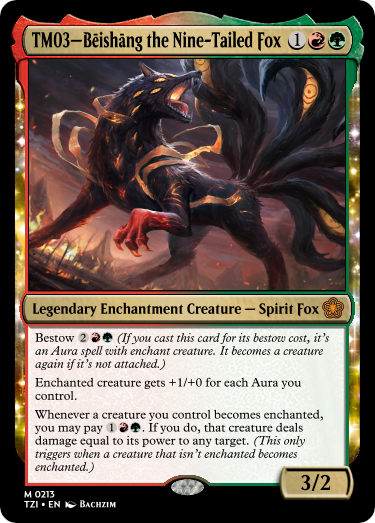 TM03—Bēishāng the Nine-Tailed Fox 1
Legendary Enchantment Creature — Spirit Fox
Bestow 2 (If you cast this card for its bestow cost, it's
an Aura spell with enchant creature. It becomes a creature
again if it's not attached.)
Enchanted creature gets +1/+0 for each Aura you
control.
Whenever a creature you control becomes enchanted,
you may pay 1. If you do, that creature deals
damage equal to its power to any target. (This only
triggers when a creature that isn't enchanted becomes
enchanted.)
3/2
M 0213
TZI • EN Bachzim